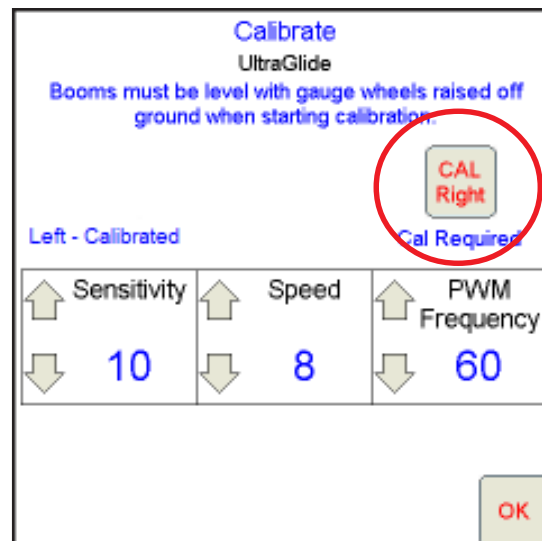 Calibrate
UltraGlide
Booms must be level with gauge wheels raised off
ground when starting calibration.
CAL
Right
Left - Calibrated
Cal Required
Sensitivity
10
Speed
8
PWM
Frequency
60
OK